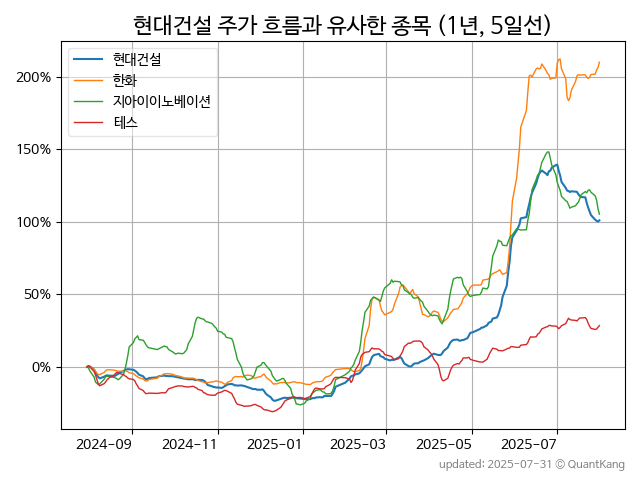 현대건설 주가 흐름과 유사한 종목 (1년, 5일선)
현대건설
한화
지아이이노베이션
테스
200%
150%
100%
50%
0%
2024-09
2024-11
2025-01
2025-03
2025-05
2025-07
updated: 2025-07-31 © QuantKang